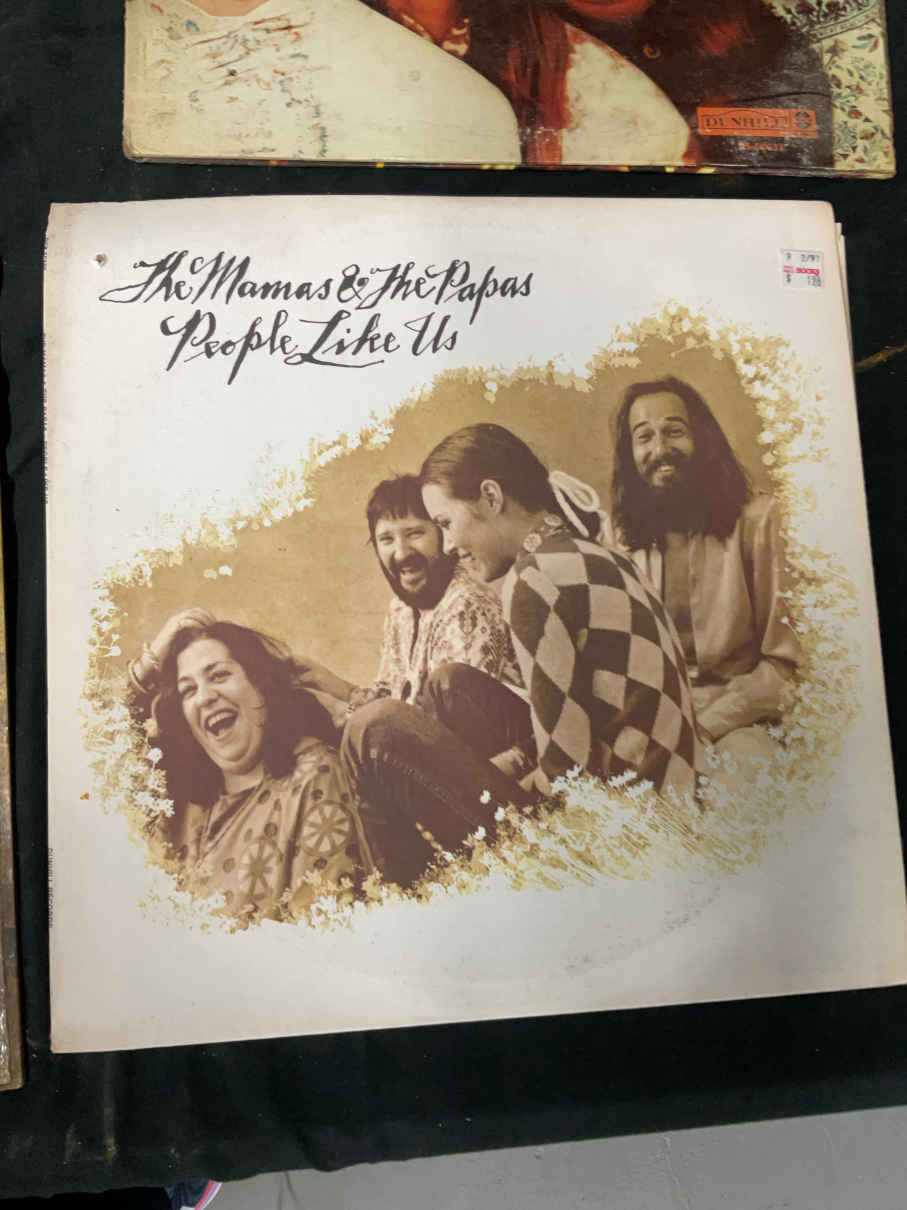 DUNHILL
The Mamas & The Papas
People Like Us